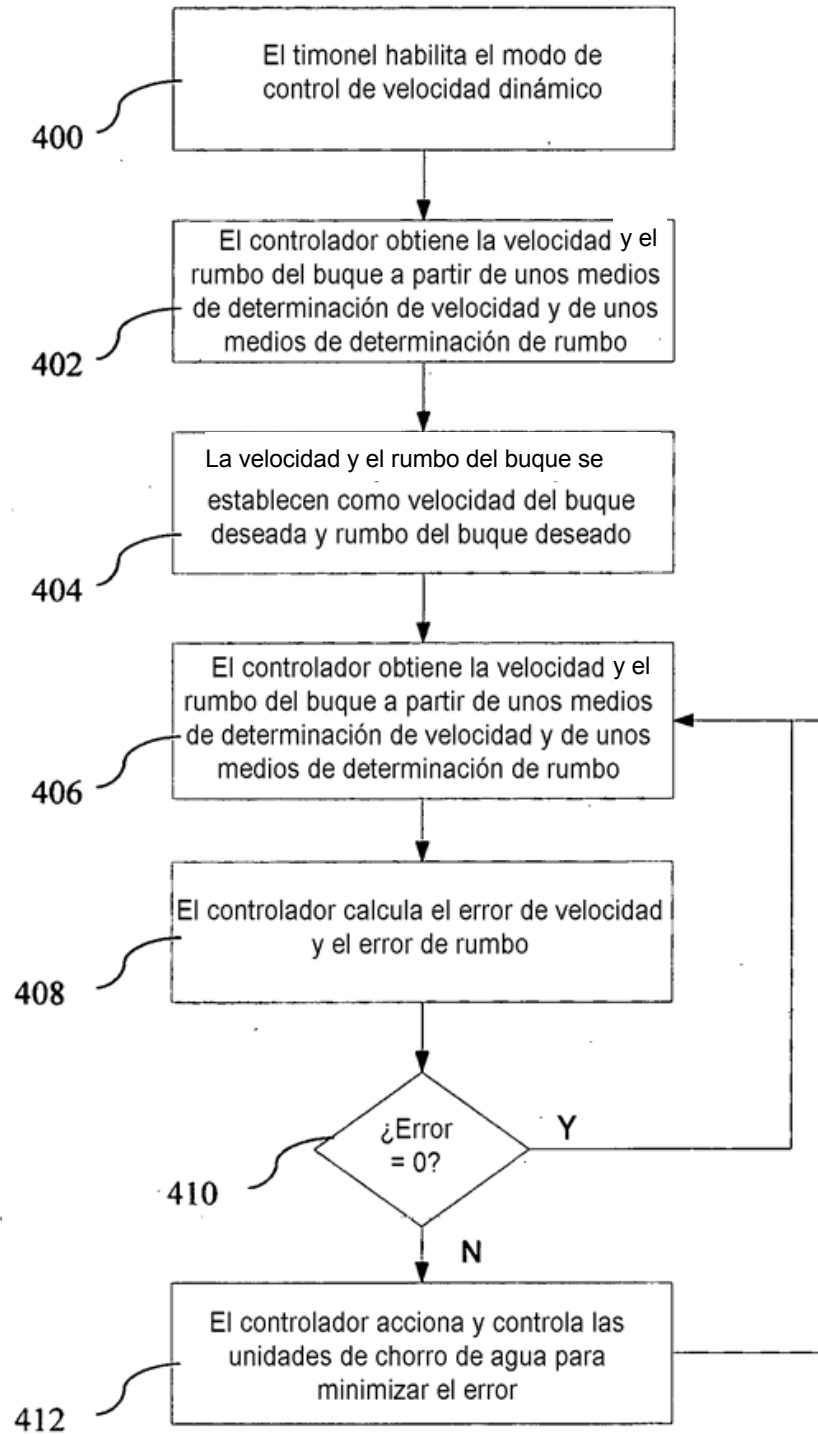 El timonel habilita el modo de
control de velocidad dinámico
400
El controlador obtiene la velocidad y el
rumbo del buque a partir de unos medios
de determinación de velocidad y de unos
medios de determinación de rumbo
402
La velocidad y el rumbo del buque se
establecen como velocidad del buque
deseada y rumbo del buque deseado
404
El controlador obtiene la velocidad y el
rumbo del buque a partir de unos medios
de determinación de velocidad y de unos
medios de determinación de rumbo
406
El controlador calcula el error de velocidad
y el error de rumbo
408
¿Error
= 0?
Y
410
N
El controlador acciona y controla las
unidades de chorro de agua para
minimizar el error
412